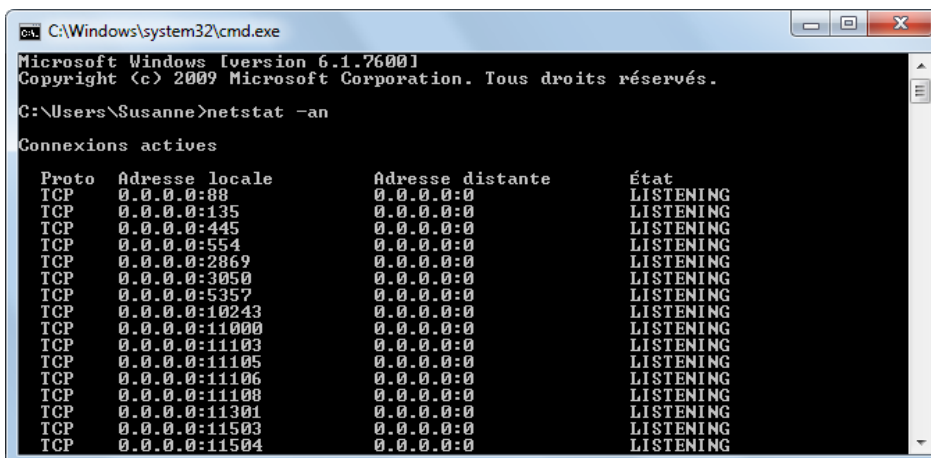 C:\Windows\system32\cmd.exe
Microsoft Windows [version 6.1.7600]
Copyright (c) 2009 Microsoft Corporation. Tous droits réservés.
C:\Users\Susanne>netstat -an
Connexions actives
Proto Adresse locale Adresse distante État
TCP 0.0.0.0:88 0.0.0.0:0 LISTENING
TCP 0.0.0.0:135 0.0.0.0:0 LISTENING
TCP 0.0.0.0:445 0.0.0.0:0 LISTENING
TCP 0.0.0.0:554 0.0.0.0:0 LISTENING
TCP 0.0.0.0:2869 0.0.0.0:0 LISTENING
TCP 0.0.0.0:3050 0.0.0.0:0 LISTENING
TCP 0.0.0.0:5357 0.0.0.0:0 LISTENING
TCP 0.0.0.0:10243 0.0.0.0:0 LISTENING
TCP 0.0.0.0:11000 0.0.0.0:0 LISTENING
TCP 0.0.0.0:11103 0.0.0.0:0 LISTENING
TCP 0.0.0.0:11105 0.0.0.0:0 LISTENING
TCP 0.0.0.0:11106 0.0.0.0:0 LISTENING
TCP 0.0.0.0:11108 0.0.0.0:0 LISTENING
TCP 0.0.0.0:11301 0.0.0.0:0 LISTENING
TCP 0.0.0.0:11503 0.0.0.0:0 LISTENING
TCP 0.0.0.0:11504 0.0.0.0:0 LISTENING